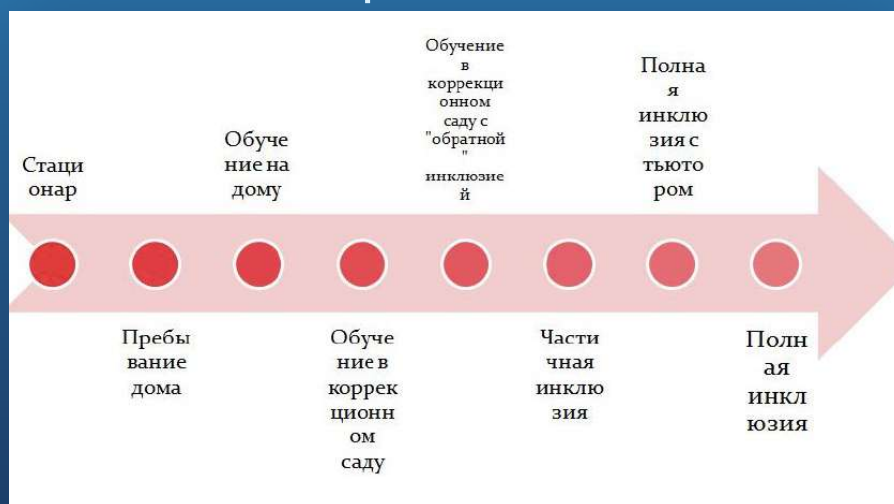 Стаци
онар
Пребы
вание
дома
Обуче
ние на
дому
Обуче
ние в
коррек
ционн
ом
саду
Обучение
в
коррекци
онном
саду с
"обратной
"
инклюзие
й
Части
чная
инклю
зия
Полна
я
инклю
зия с
тьюто
ром
Полн
ая
инкл
юзия